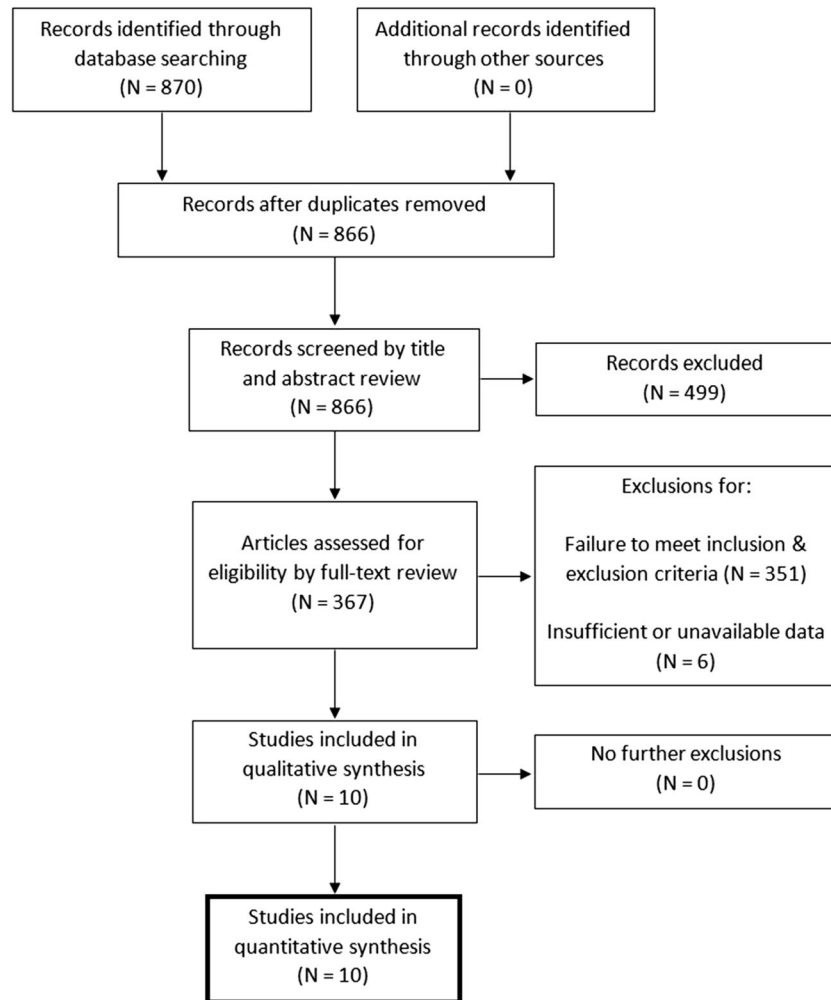 Records identified through
database searching
(N = 870)
Additional records identified
through other sources
(N = 0)
Records after duplicates removed
(N = 866)
Records screened by title
and abstract review
(N = 866)
Records excluded
(N = 499)
Articles assessed for
eligibility by full-text review
(N = 367)
Exclusions for:
Failure to meet inclusion &
exclusion criteria (N = 351)
Insufficient or unavailable data
(N = 6)
Studies included in
qualitative synthesis
(N = 10)
No further exclusions
(N = 0)
Studies included in
quantitative synthesis
(N = 10)